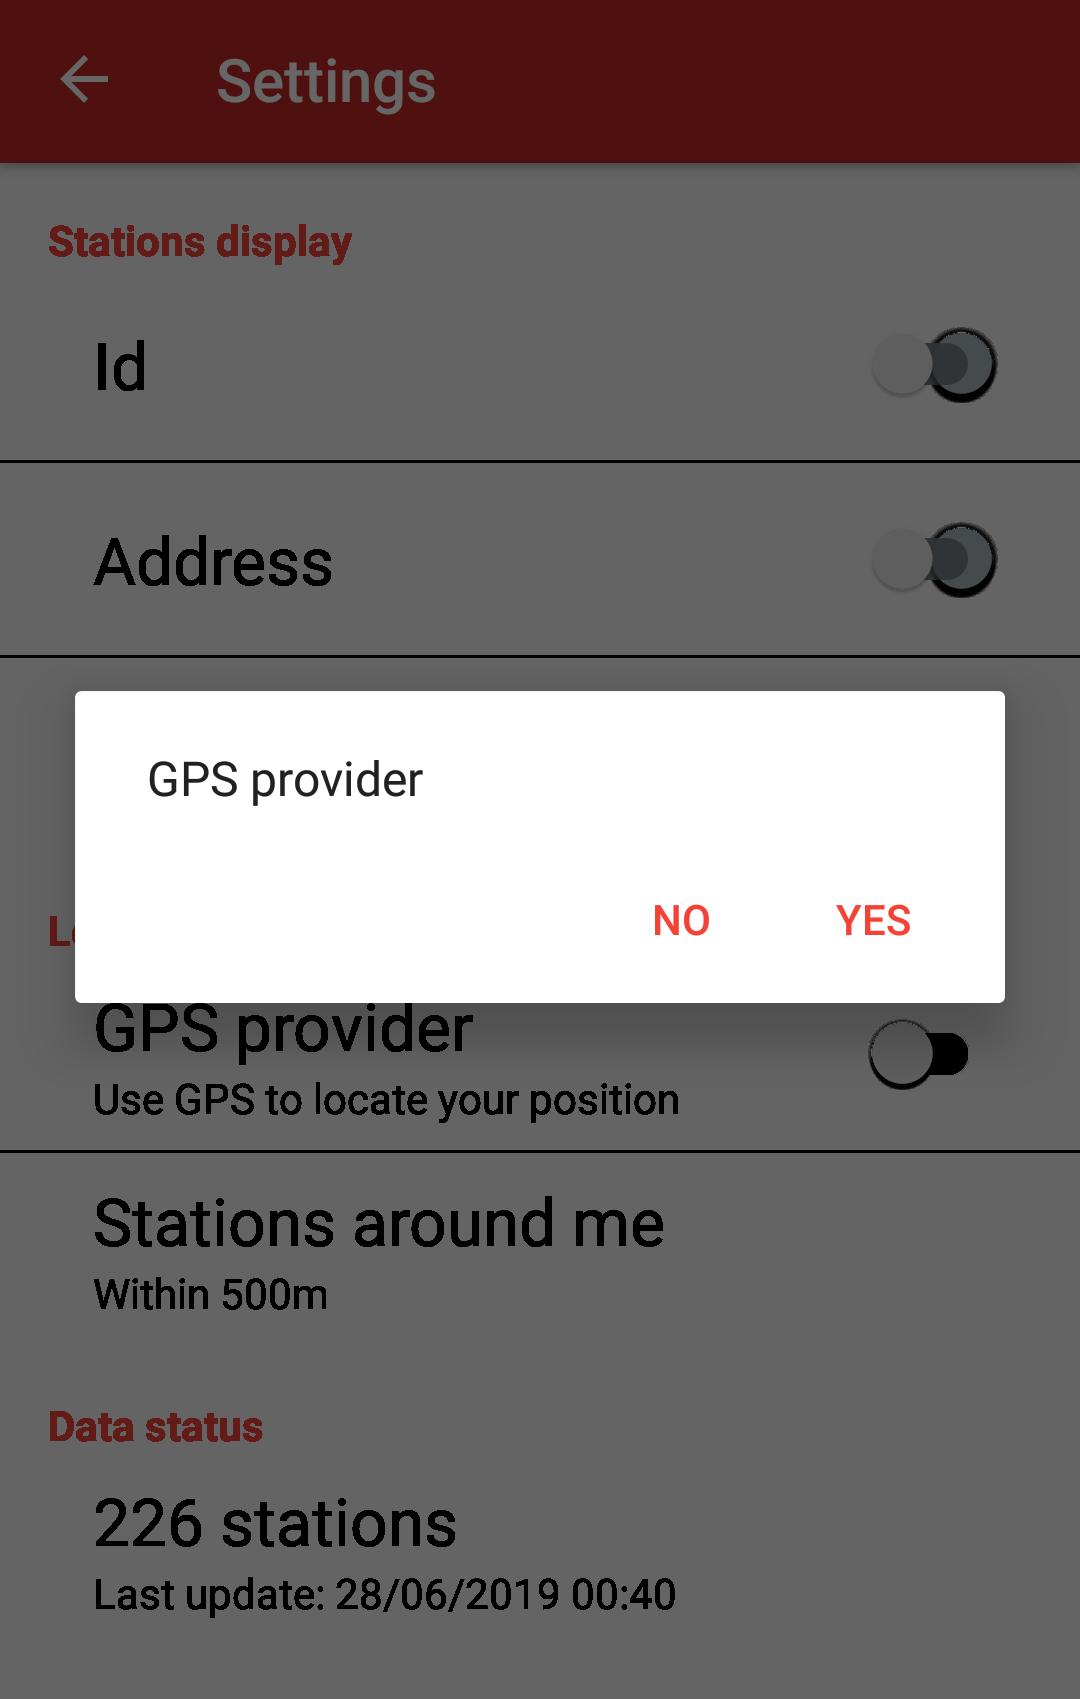 Settings
Stations display
Id
Address
GPS provider
NO YES
GPS provider
Use GPS to locate your position
Stations around me
Within 500m
Data status
226 stations
Last update: 28/06/2019 00:40